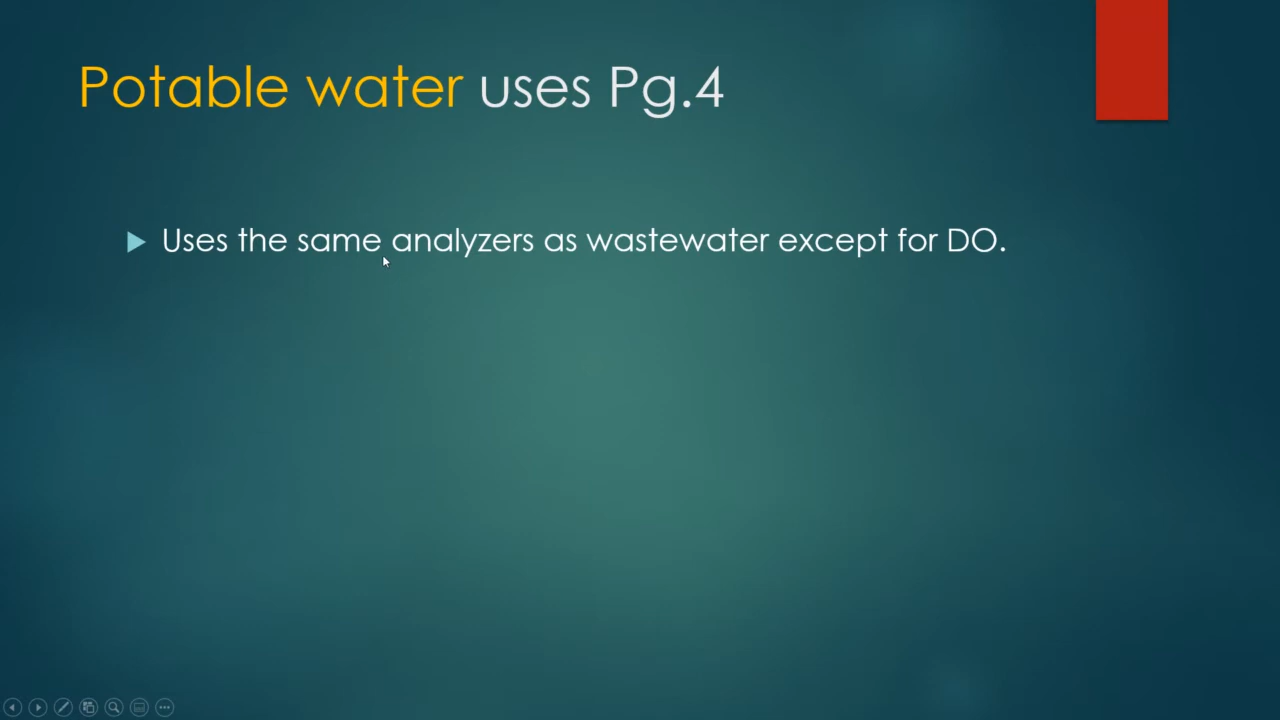 Potable water uses Pg.4
Uses the same analyzers as wastewater except for DO.